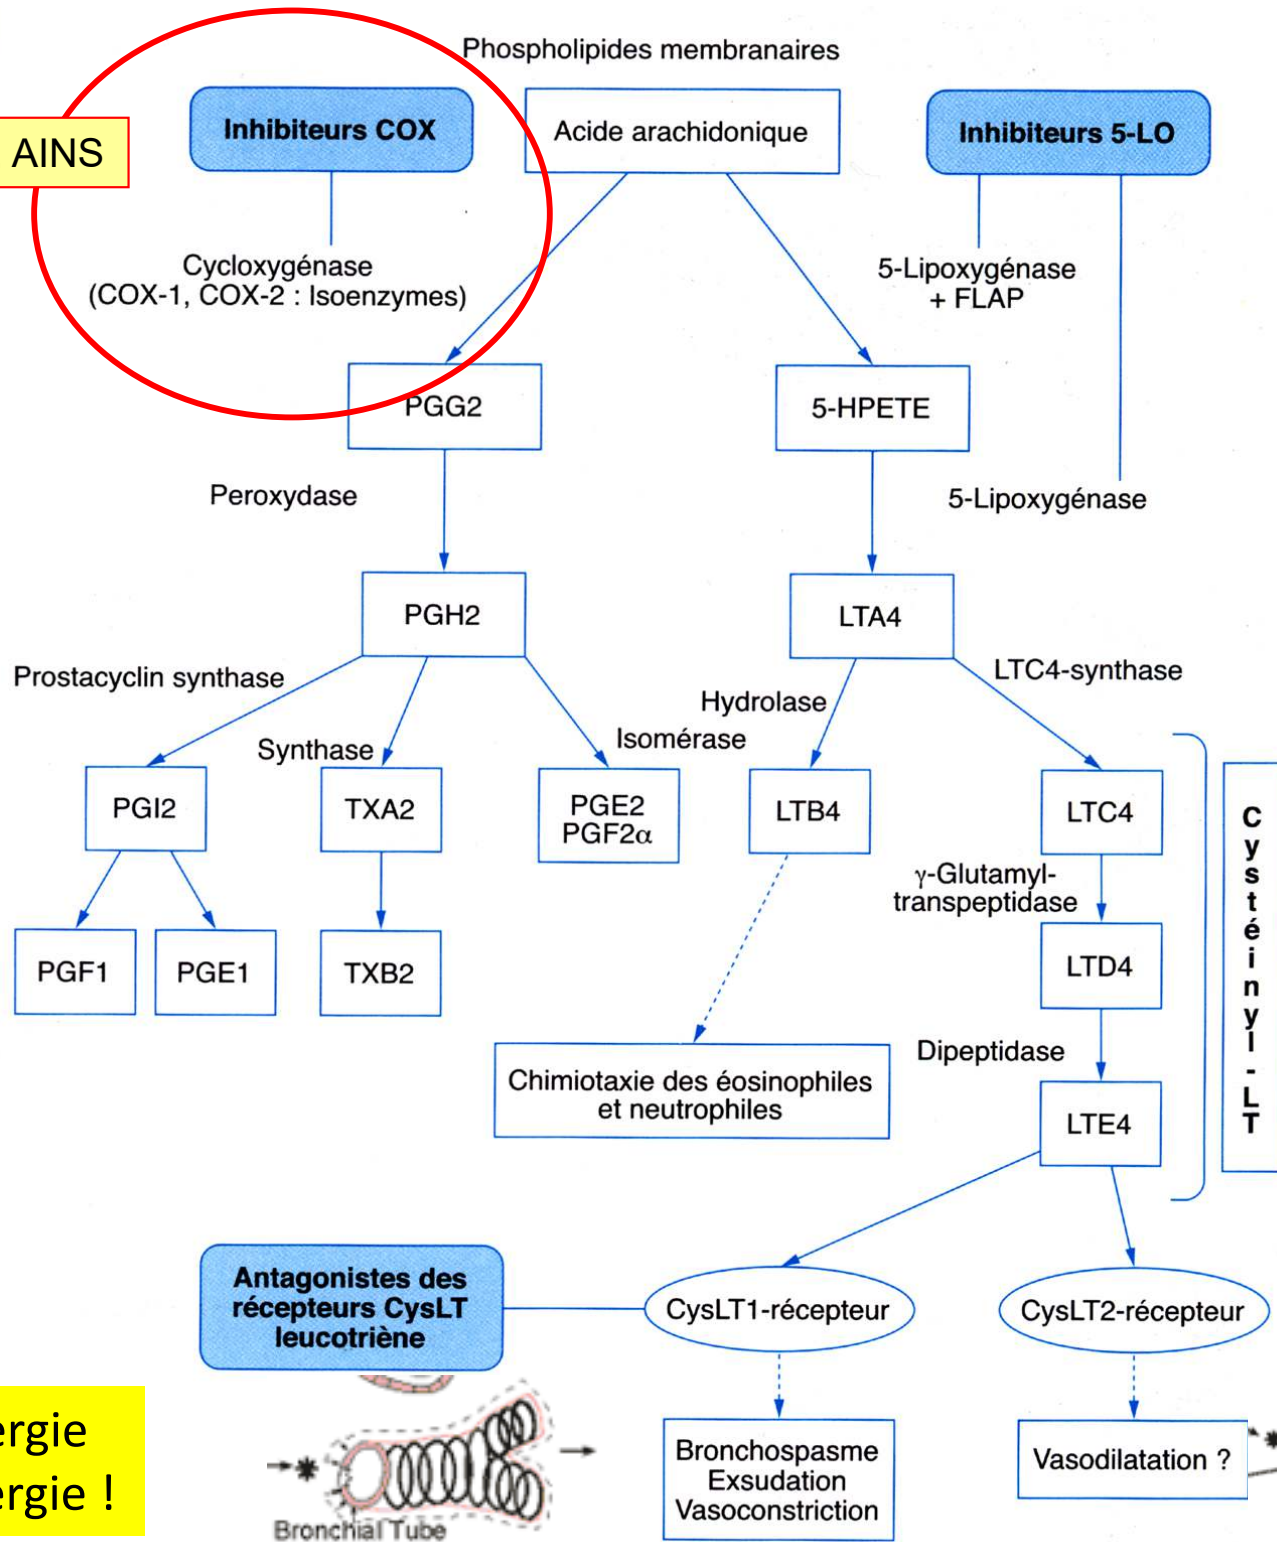 Phospholipides membranaires
AINS
Inhibiteurs COX
Acide arachidonique
Inhibiteurs 5-LO
Cycloxygénase
(COX-1, COX-2 : Isoenzymes)
5-Lipoxygénase
+ FLAP
PGG2
5-HPETE
Peroxydase
5-Lipoxygénase
PGH2
LTA4
Prostacyclin synthase
Synthase
Isomérase
Hydrolase
LTC4-synthase
PGI2
TXA2
PGE2
PGF2α
LTB4
LTC4
γ-Glutamyl-
transpeptidase
PGF1
PGE1
TXB2
LTD4
Dipeptidase
Chimiotaxie des éosinophiles
et neutrophiles
LTE4
Cystéinyl-LT
Antagonistes des
récepteurs CysLT
leucotriène
CysLT1-récepteur
CysLT2-récepteur
Bronchospasme
Exsudation
Vasoconstriction
Vasodilatation ?
ergie
ergie !
Bronchial Tube